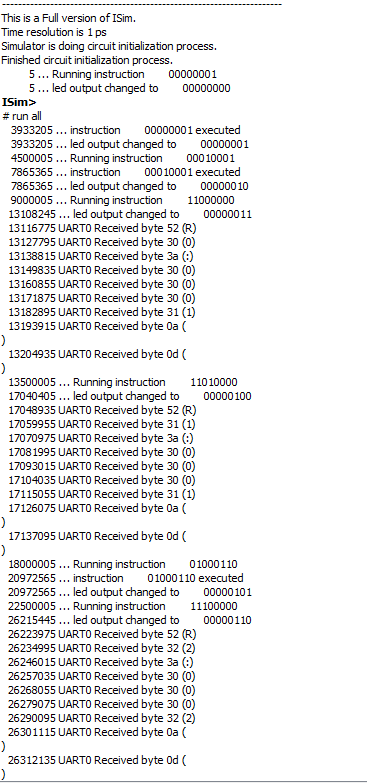 This is a Full version of ISim.
Time resolution is 1 ps
Simulator is doing circuit initialization process.
Finished circuit initialization process.
5 ... Running instruction 00000001
5 ... led output changed to 00000000
ISim>
# run all
3933205 ... instruction 00000001 executed
3933205 ... led output changed to 00000001
4500005 ... Running instruction 00010001
7865365 ... instruction 00010001 executed
7865365 ... led output changed to 00000010
9000005 ... Running instruction 11000000
13108245 ... led output changed to 00000011
13116775 UART0 Received byte 52 (R)
13127795 UART0 Received byte 30 (0)
13138815 UART0 Received byte 3a (:)
13149835 UART0 Received byte 30 (0)
13160855 UART0 Received byte 30 (0)
13171875 UART0 Received byte 30 (0)
13182895 UART0 Received byte 31 (1)
13193915 UART0 Received byte 0a (
)
13204935 UART0 Received byte 0d (
)
13500005 ... Running instruction 11010000
17040405 ... led output changed to 00000100
17048935 UART0 Received byte 52 (R)
17059955 UART0 Received byte 31 (1)
17070975 UART0 Received byte 3a (:)
17081995 UART0 Received byte 30 (0)
17093015 UART0 Received byte 30 (0)
17104035 UART0 Received byte 30 (0)
17115055 UART0 Received byte 31 (1)
17126075 UART0 Received byte 0a (
)
17137095 UART0 Received byte 0d (
)
18000005 ... Running instruction 01000110
20972565 ... instruction 01000110 executed
20972565 ... led output changed to 00000101
22500005 ... Running instruction 11100000
26215445 ... led output changed to 00000110
26223975 UART0 Received byte 52 (R)
26234995 UART0 Received byte 32 (2)
26246015 UART0 Received byte 3a (:)
26257035 UART0 Received byte 30 (0)
26268055 UART0 Received byte 30 (0)
26279075 UART0 Received byte 30 (0)
26290095 UART0 Received byte 32 (2)
26301115 UART0 Received byte 0a (
)
26312135 UART0 Received byte 0d (
)